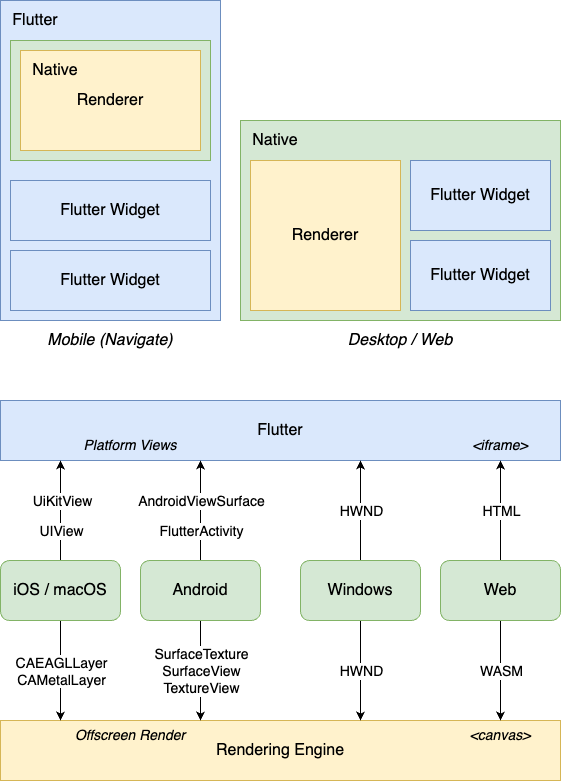 Flutter
Native
Renderer
Flutter Widget
Flutter Widget
Mobile (Navigate)
Native
Renderer
Flutter Widget
Flutter Widget
Desktop / Web
Flutter
Platform Views
<iframe>
UiKitView
UIView
AndroidViewSurface
FlutterActivity
HWND
HTML
iOS / macOS
Android
Windows
Web
CAEAGLLayer
CAMetalLayer
SurfaceTexture
SurfaceView
TextureView
HWND
WASM
Offscreen Render
<canvas>
Rendering Engine